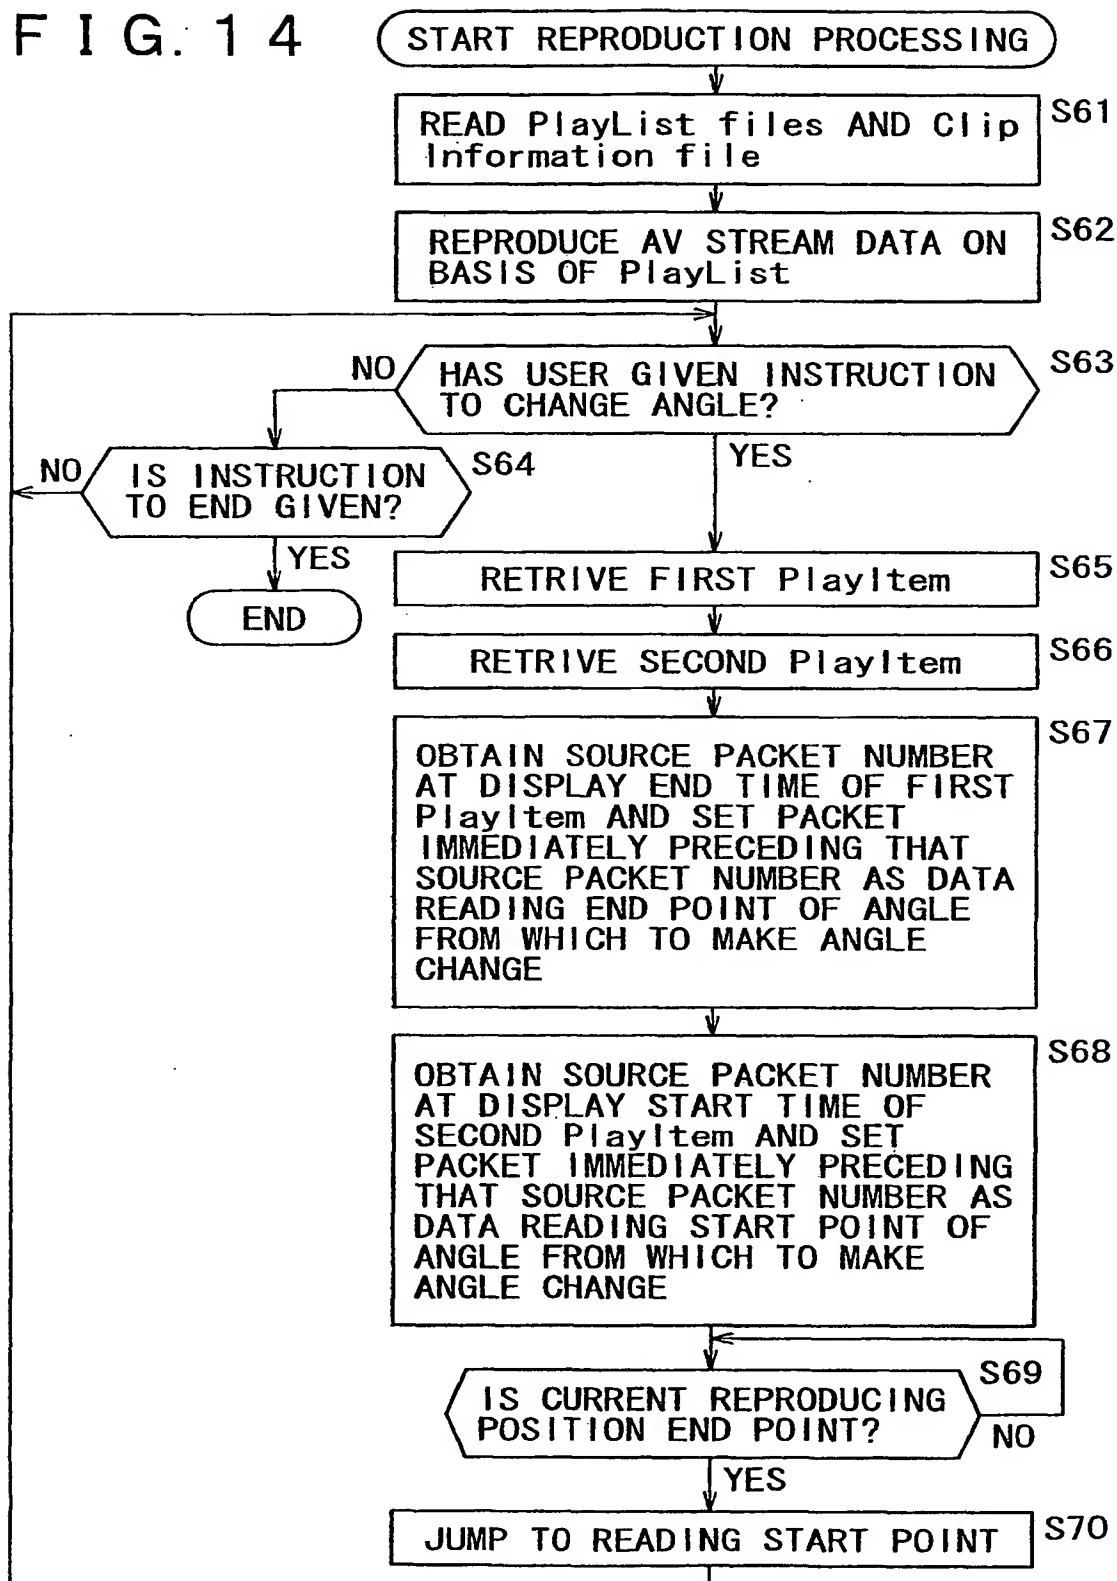 FIG. 14
START REPRODUCTION PROCESSING
S61
READ PlayList files AND Clip
Information file
S62
REPRODUCE AV STREAM DATA ON
BASIS OF PlayList
S63
NO
HAS USER GIVEN INSTRUCTION
TO CHANGE ANGLE?
YES
NO
S64
IS INSTRUCTION
TO END GIVEN?
YES
END
S65
RETRIVE FIRST PlayItem
S66
RETRIVE SECOND PlayItem
S67
OBTAIN SOURCE PACKET NUMBER
AT DISPLAY END TIME OF FIRST
PlayItem AND SET PACKET
IMMEDIATELY PRECEDING THAT
SOURCE PACKET NUMBER AS DATA
READING END POINT OF ANGLE
FROM WHICH TO MAKE ANGLE
CHANGE
S68
OBTAIN SOURCE PACKET NUMBER
AT DISPLAY START TIME OF
SECOND PlayItem AND SET
PACKET IMMEDIATELY PRECEDING
THAT SOURCE PACKET NUMBER AS
DATA READING START POINT OF
ANGLE FROM WHICH TO MAKE
ANGLE CHANGE
S69
IS CURRENT REPRODUCING
POSITION END POINT?
NO
YES
S70
JUMP TO READING START POINT